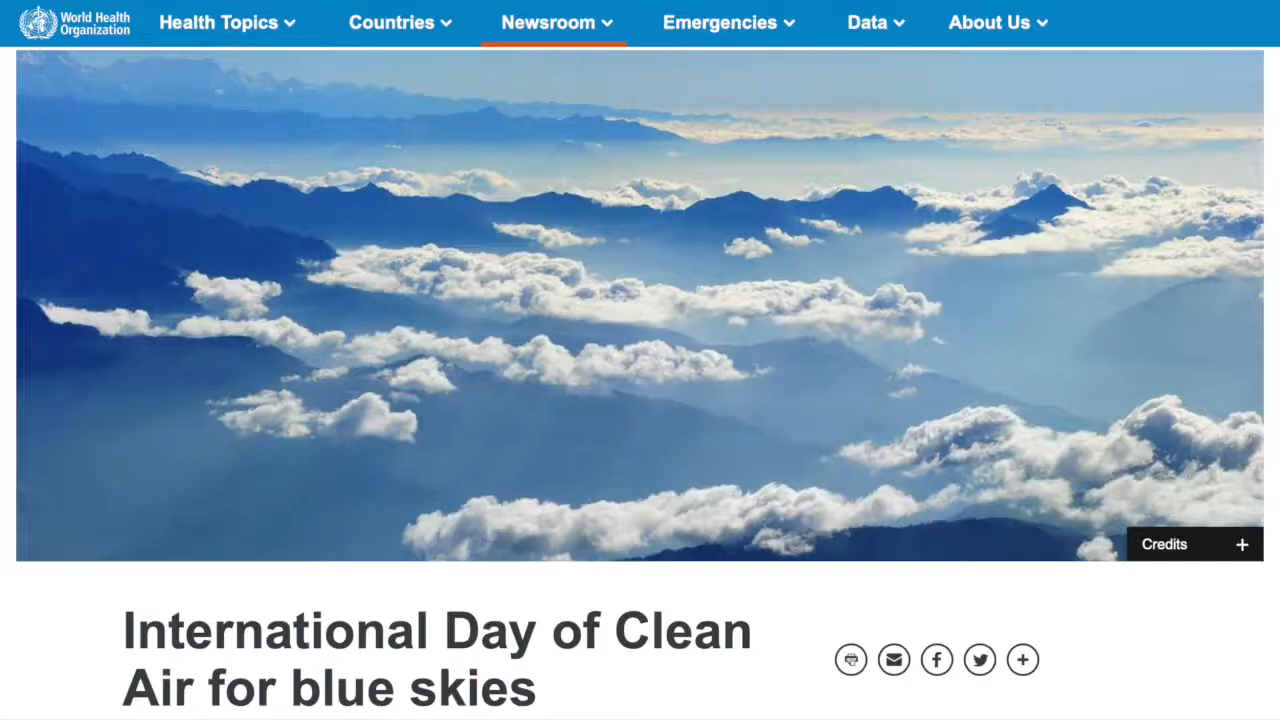 World Health
Organization
Health Topics
Countries
Newsroom
Emergencies
Data
About Us
Credits +
International Day of Clean
Air for blue skies